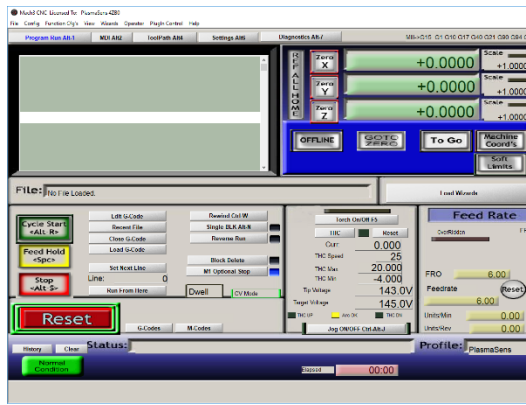 Mach3 CNC Licensed To: PlasmaSens 4280
File Config Function Cfg's View Wizards Operator PlugIn Control Help
Program Run Alt-1 MDI Alt2 ToolPath Alt4 Settings Alt6 Diagnostics Alt-7
REF ALL HOME
Zero X +0.0000 Scale +1.0000
Zero Y +0.0000 Scale +1.0000
Zero Z +0.0000 Scale +1.000
OFFLINE GOTO ZERO To Go Machine Coord's
Soft Limits
File: No File Loaded. Load Wizards
Cycle Start <Alt R>
Feed Hold <Spc>
Stop <Alt S>
Edit G-Code Rewind Ctrl W
Recent File Single BLK Alt-N
Close G-Code Reverse Run
Load G-Code
Block Delete
Set Next Line M1 Optional Stop
Line: 0
Run From Here Dwell CV Mode
Reset
G-Codes M-Codes
Torch On/Off F5
THC Reset
Curr 0.000
THC Speed 25
THC Max 20.000
THC Min -4.000
Tip Voltage 143.0V
Target Voltage 145.0V
THC UP Arc OK THC DN
Jog ON/OFF Ctrl Alt J
Feed Rate
OverRidden
FRO 6.00
Feedrate Reset
6.00
Units/Min 0.00
Units/Rev 0.00
History Clear Status: Profile: PlasmaSens
Normal Condition
Elapsed 00:00